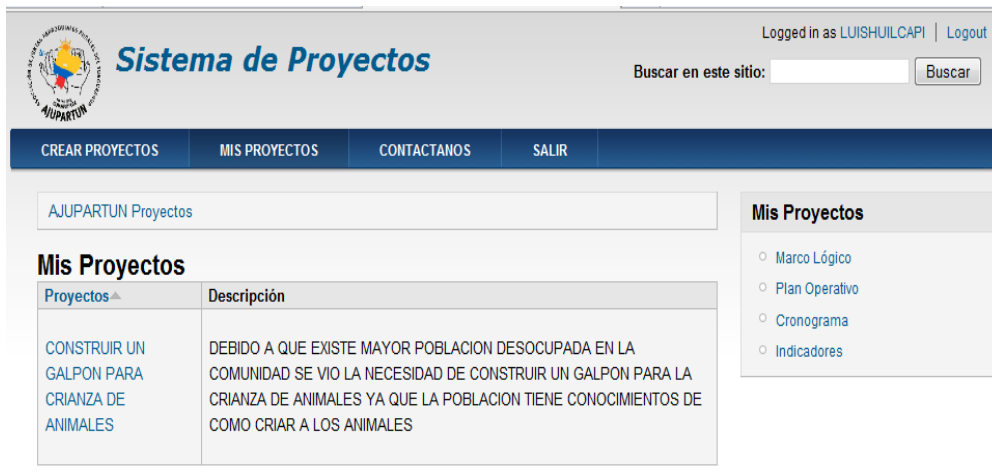 Logged in as LUISHUILCAPI | Logout
Sistema de Proyectos
Buscar en este sitio:
Buscar
AJUPARTUN
CREAR PROYECTOS
MIS PROYECTOS
CONTACTANOS
SALIR
AJUPARTUN Proyectos
Mis Proyectos
Proyectos
Descripción
CONSTRUIR UN
GALPON PARA
CRIANZA DE
ANIMALES
DEBIDO A QUE EXISTE MAYOR POBLACION DESOCUPADA EN LA
COMUNIDAD SE VIO LA NECESIDAD DE CONSTRUIR UN GALPON PARA LA
CRIANZA DE ANIMALES YA QUE LA POBLACION TIENE CONOCIMIENTOS DE
COMO CRIAR A LOS ANIMALES
Mis Proyectos
Marco Lógico
Plan Operativo
Cronograma
Indicadores